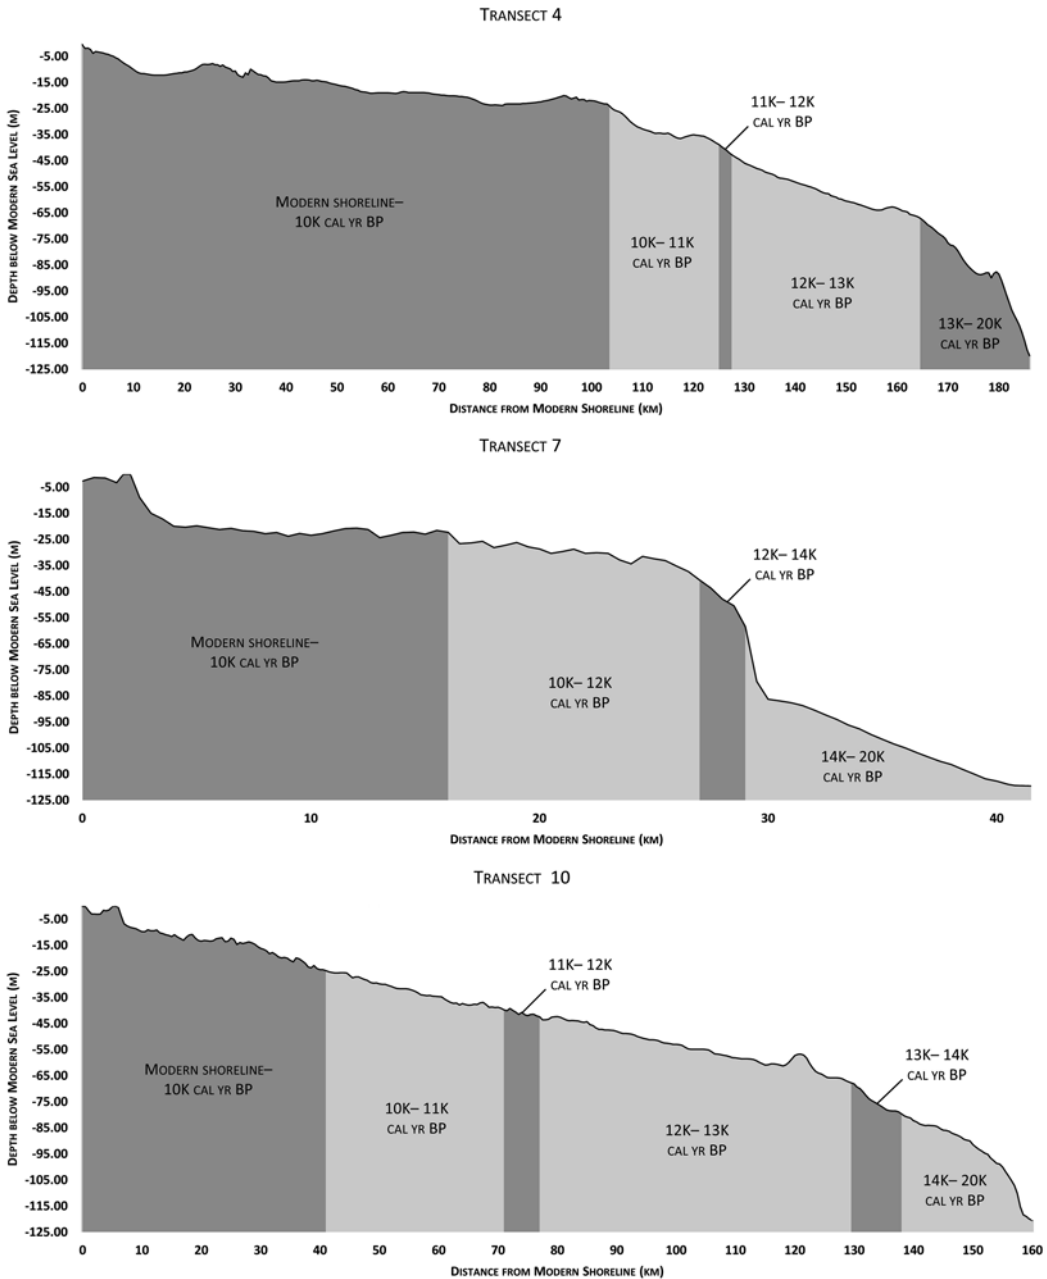 Transect 4
Depth below Modern Sea Level (m)
-5.00
-15.00
-25.00
-35.00
-45.00
-55.00
-65.00
-75.00
-85.00
-95.00
-105.00
-115.00
-125.00
Modern shoreline–
10K cal yr BP
10K– 11K
cal yr BP
11K– 12K
cal yr BP
12K– 13K
cal yr BP
13K– 20K
cal yr BP
0 10 20 30 40 50 60 70 80 90 100 110 120 130 140 150 160 170 180
Distance from Modern Shoreline (km)
Transect 7
Depth below Modern Sea Level (m)
-5.00
-15.00
-25.00
-35.00
-45.00
-55.00
-65.00
-75.00
-85.00
-95.00
-105.00
-115.00
-125.00
Modern shoreline–
10K cal yr BP
10K– 12K
cal yr BP
12K– 14K
cal yr BP
14K– 20K
cal yr BP
0 10 20 30 40
Distance from Modern Shoreline (km)
Transect 10
Depth below Modern Sea Level (m)
-5.00
-15.00
-25.00
-35.00
-45.00
-55.00
-65.00
-75.00
-85.00
-95.00
-105.00
-115.00
-125.00
Modern shoreline–
10K cal yr BP
10K– 11K
cal yr BP
11K– 12K
cal yr BP
12K– 13K
cal yr BP
13K– 14K
cal yr BP
14K– 20K
cal yr BP
0 10 20 30 40 50 60 70 80 90 100 110 120 130 140 150 160
Distance from Modern Shoreline (km)